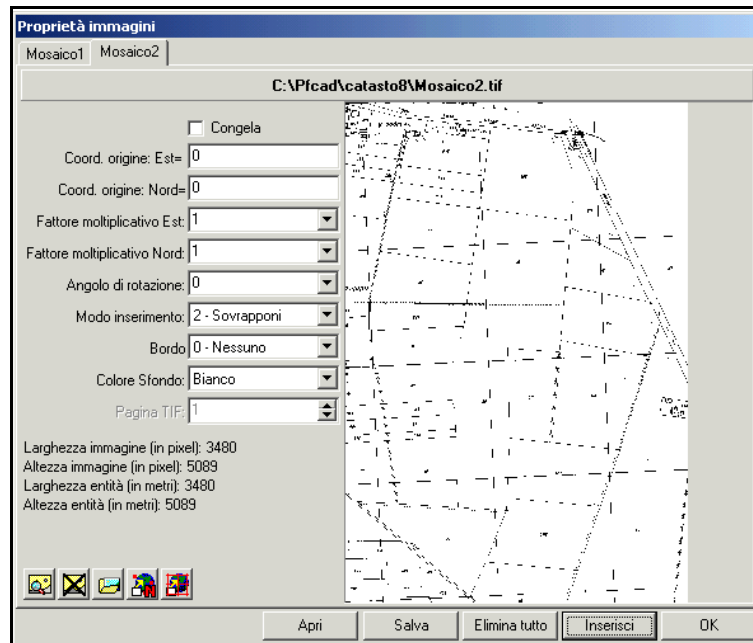 Proprietà immagini
Mosaico1 Mosaico2
C:\Pfcad\catasto8\Mosaico2.tif
Congela
Coord. origine: Est= 0
Coord. origine: Nord= 0
Fattore moltiplicativo Est: 1
Fattore moltiplicativo Nord: 1
Angolo di rotazione: 0
Modo inserimento: 2 - Sovrapponi
Bordo 0 - Nessuno
Colore Sfondo: Bianco
Pagina TIF: 1
Larghezza immagine (in pixel): 3480
Altezza immagine (in pixel): 5089
Larghezza entità (in metri): 3480
Altezza entità (in metri): 5089
Apri Salva Elimina tutto Inserisci OK